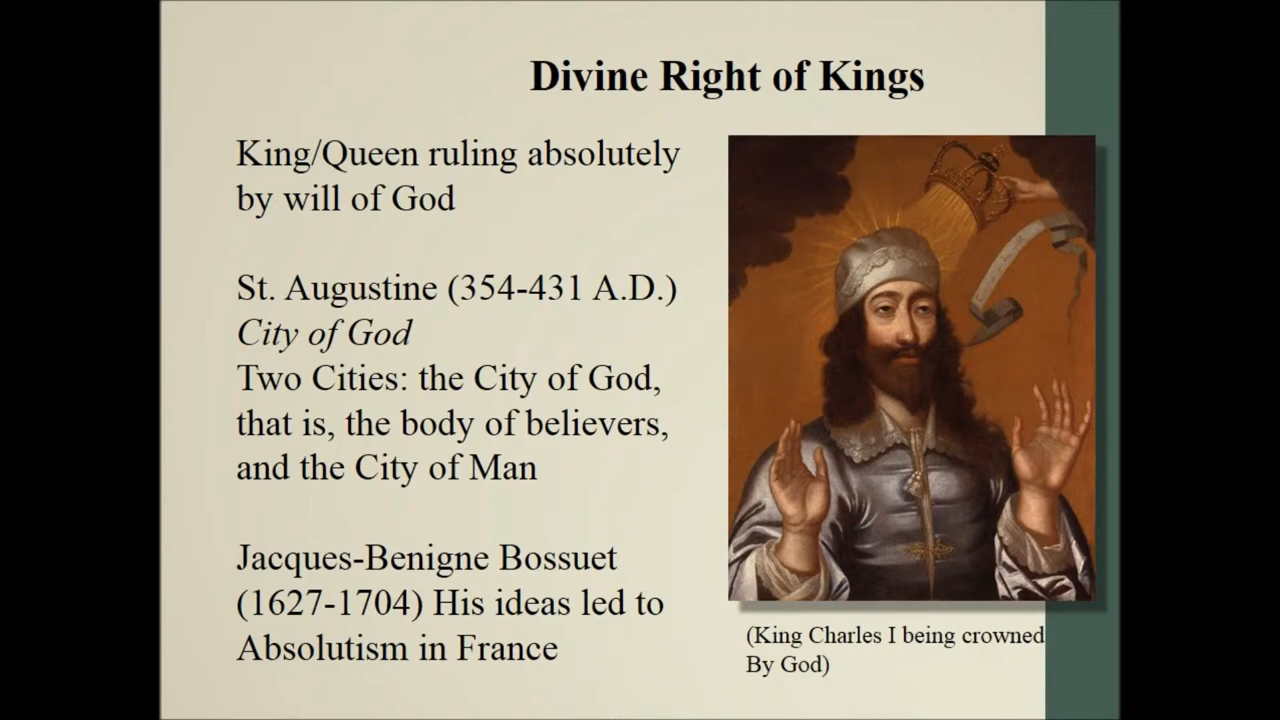 Divine Right of Kings
King/Queen ruling absolutely
by will of God
St. Augustine (354-431 A.D.)
City of God
Two Cities: the City of God,
that is, the body of believers,
and the City of Man
Jacques-Benigne Bossuet
(1627-1704) His ideas led to
Absolutism in France
(King Charles I being crowned
By God)